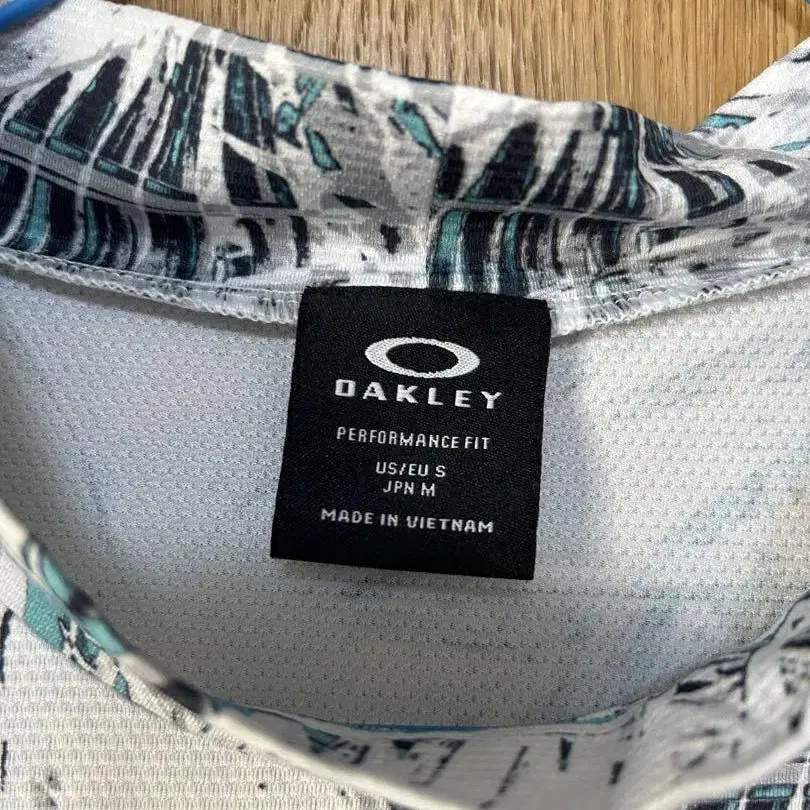 OAKLEY
PERFORMANCE FIT
US/EU S
JPN M
MADE IN VIETNAM